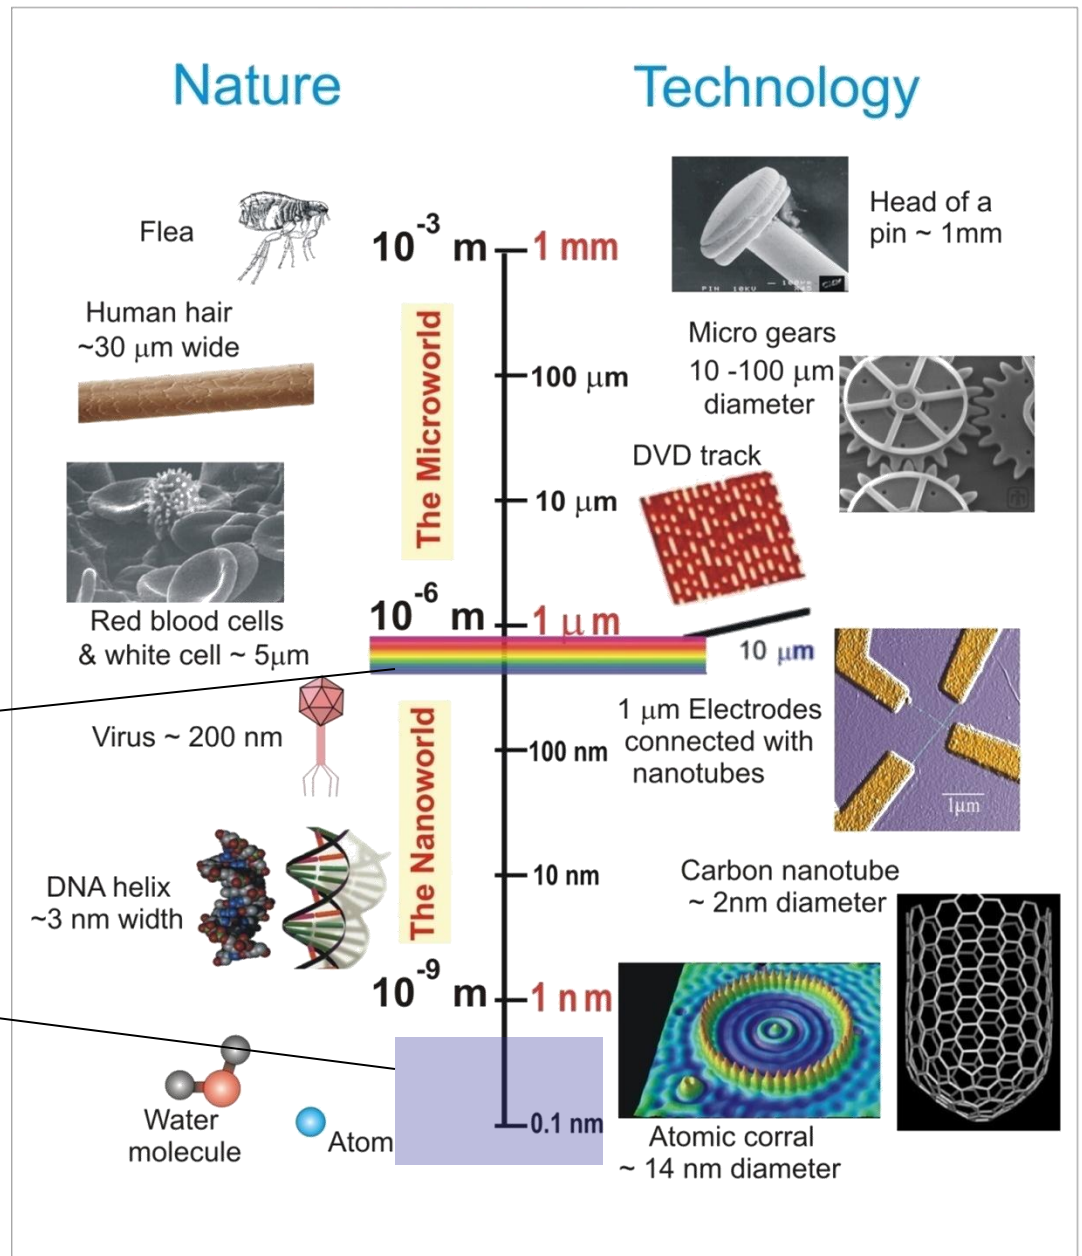 Nature
Technology
Flea
10⁻³ m
1 mm
Head of a
pin ~ 1mm
PIN 10KV
Human hair
~30 μm wide
The Microworld
100 μm
Micro gears
10 -100 μm
diameter
DVD track
10 μm
Red blood cells
& white cell ~ 5μm
10⁻⁶ m
1 μm
10 μm
Virus ~ 200 nm
The Nanoworld
100 nm
1 μm Electrodes
connected with
nanotubes
1μm
DNA helix
~3 nm width
10 nm
Carbon nanotube
~ 2nm diameter
10⁻⁹ m
1 nm
Water
molecule
Atom
0.1 nm
Atomic corral
~ 14 nm diameter